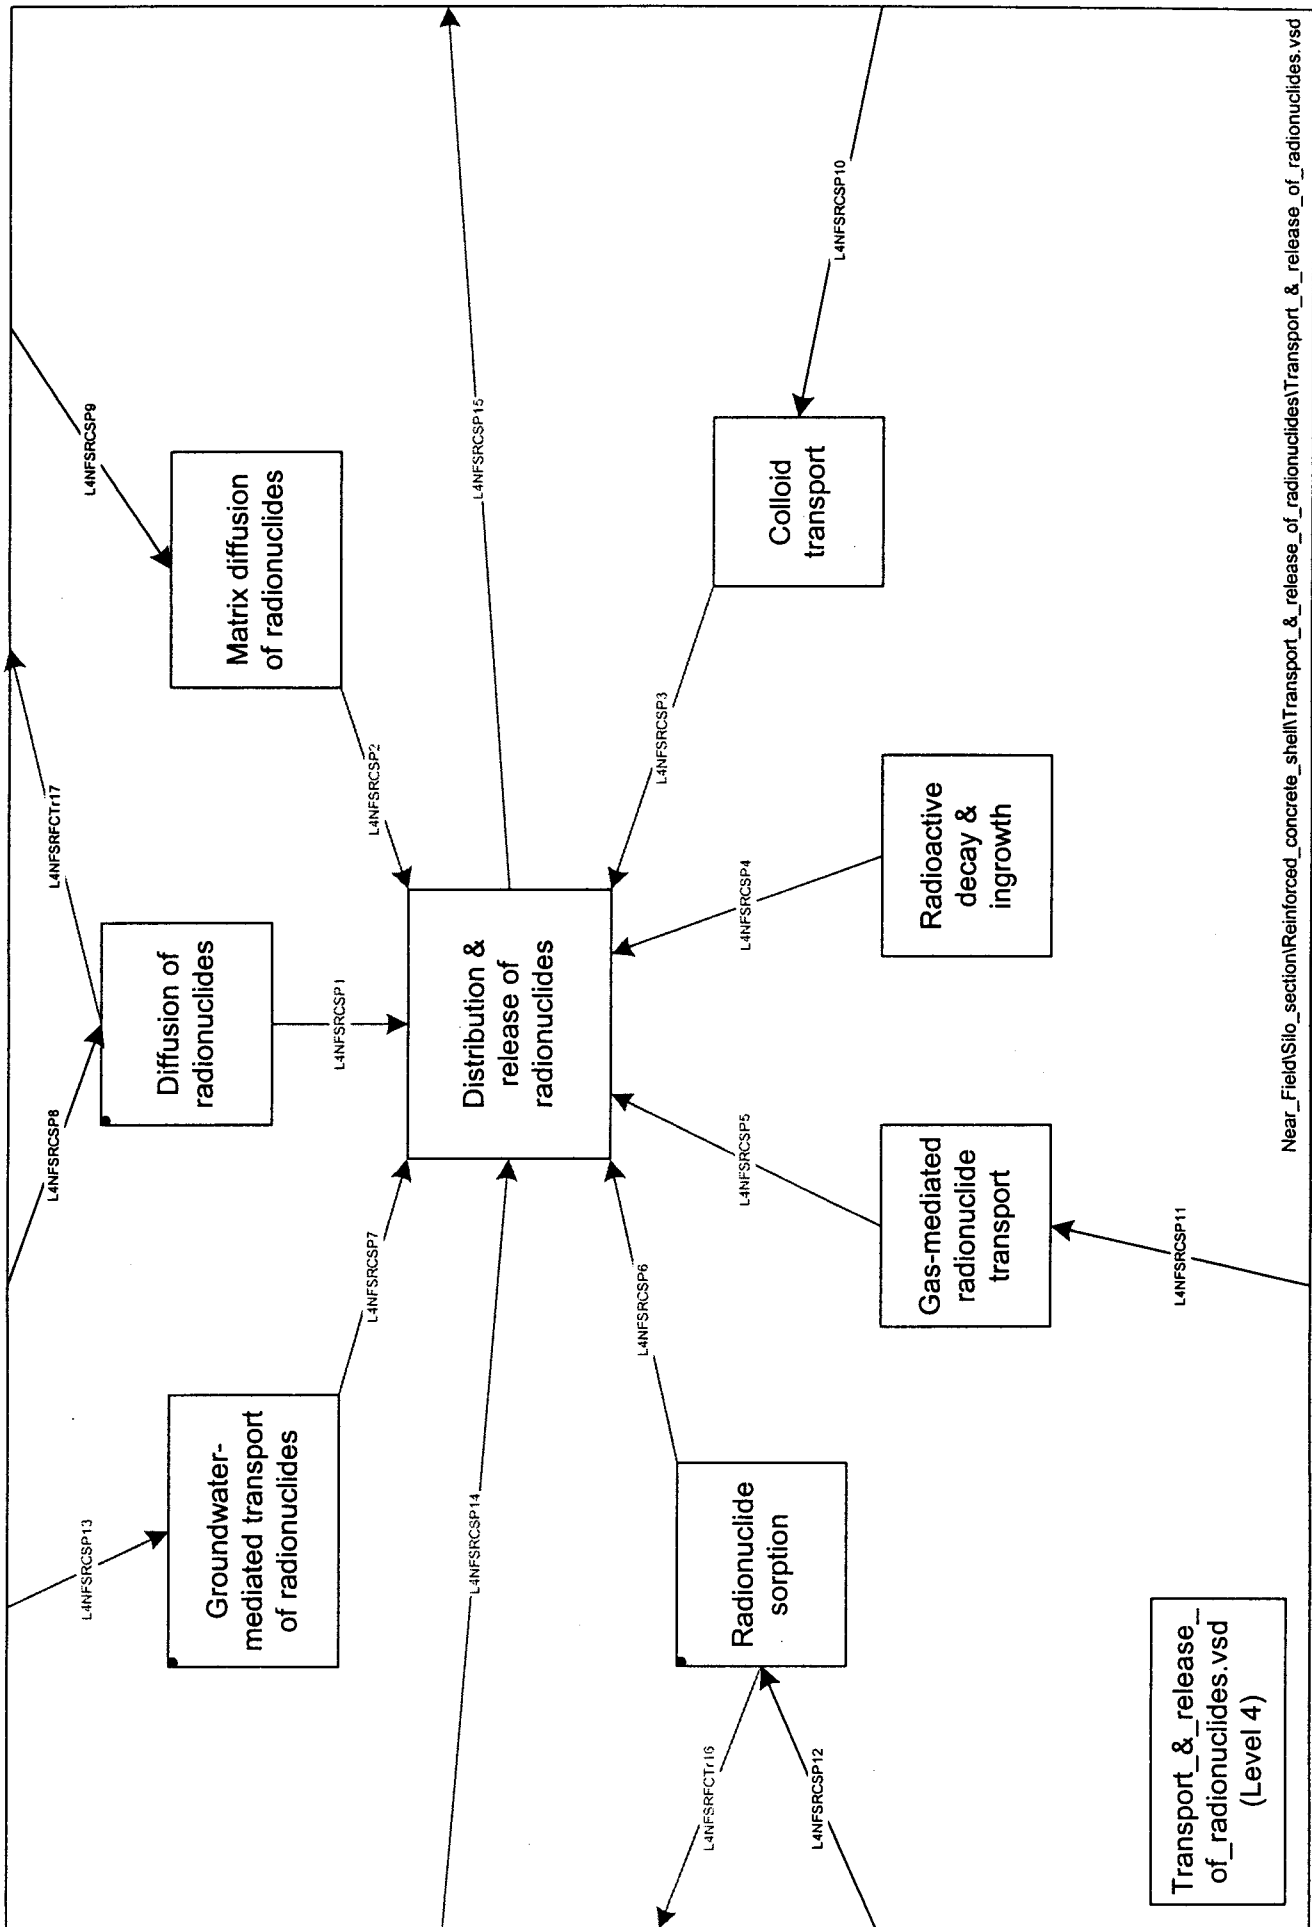 L4NFSRCSP13
L4NFSRCSP8
L4NFSRFCTr17
L4NFSRCSP9
Groundwater-
mediated transport
of radionuclides
Diffusion of
radionuclides
Matrix diffusion
of radionuclides
L4NFSRCSP7
L4NFSRCSP1
L4NFSRCSP2
L4NFSRCSP14
Distribution &
release of
radionuclides
L4NFSRCSP15
L4NFSRCSP6
L4NFSRCSP5
L4NFSRCSP4
L4NFSRCSP3
L4NFSRCSP10
Radionuclide
sorption
Colloid
transport
L4NFSRFCTr16
L4NFSRCSP12
Gas-mediated
radionuclide
transport
Radioactive
decay &
ingrowth
L4NFSRCSP11
Transport_&_release_
of_radionuclides.vsd
(Level 4)
Near_Field\Silo_section\Reinforced_concrete_shell\Transport_&_release_of_radionuclides\Transport_&_release_of_radionuclides.vsd